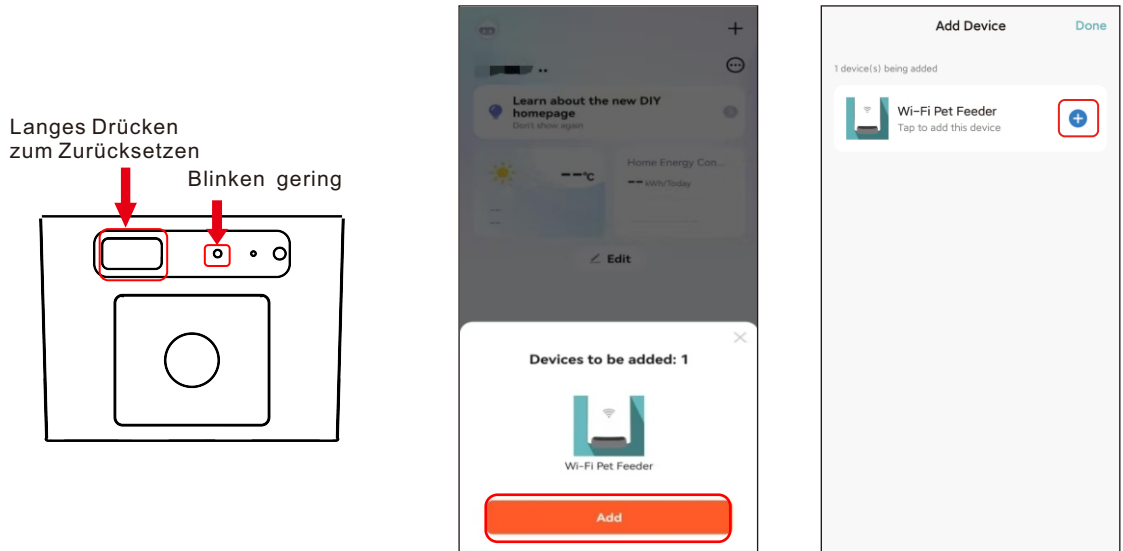 Langes Drücken
zum Zurücksetzen
Blinken gering
Learn about the new DIY
homepage
Don't show again
--°C
Home Energy Con...
-- kWh/Today
--
--
Edit
Devices to be added: 1
Wi-Fi Pet Feeder
Add
Add Device
Done
1 device(s) being added
Wi-Fi Pet Feeder
Tap to add this device